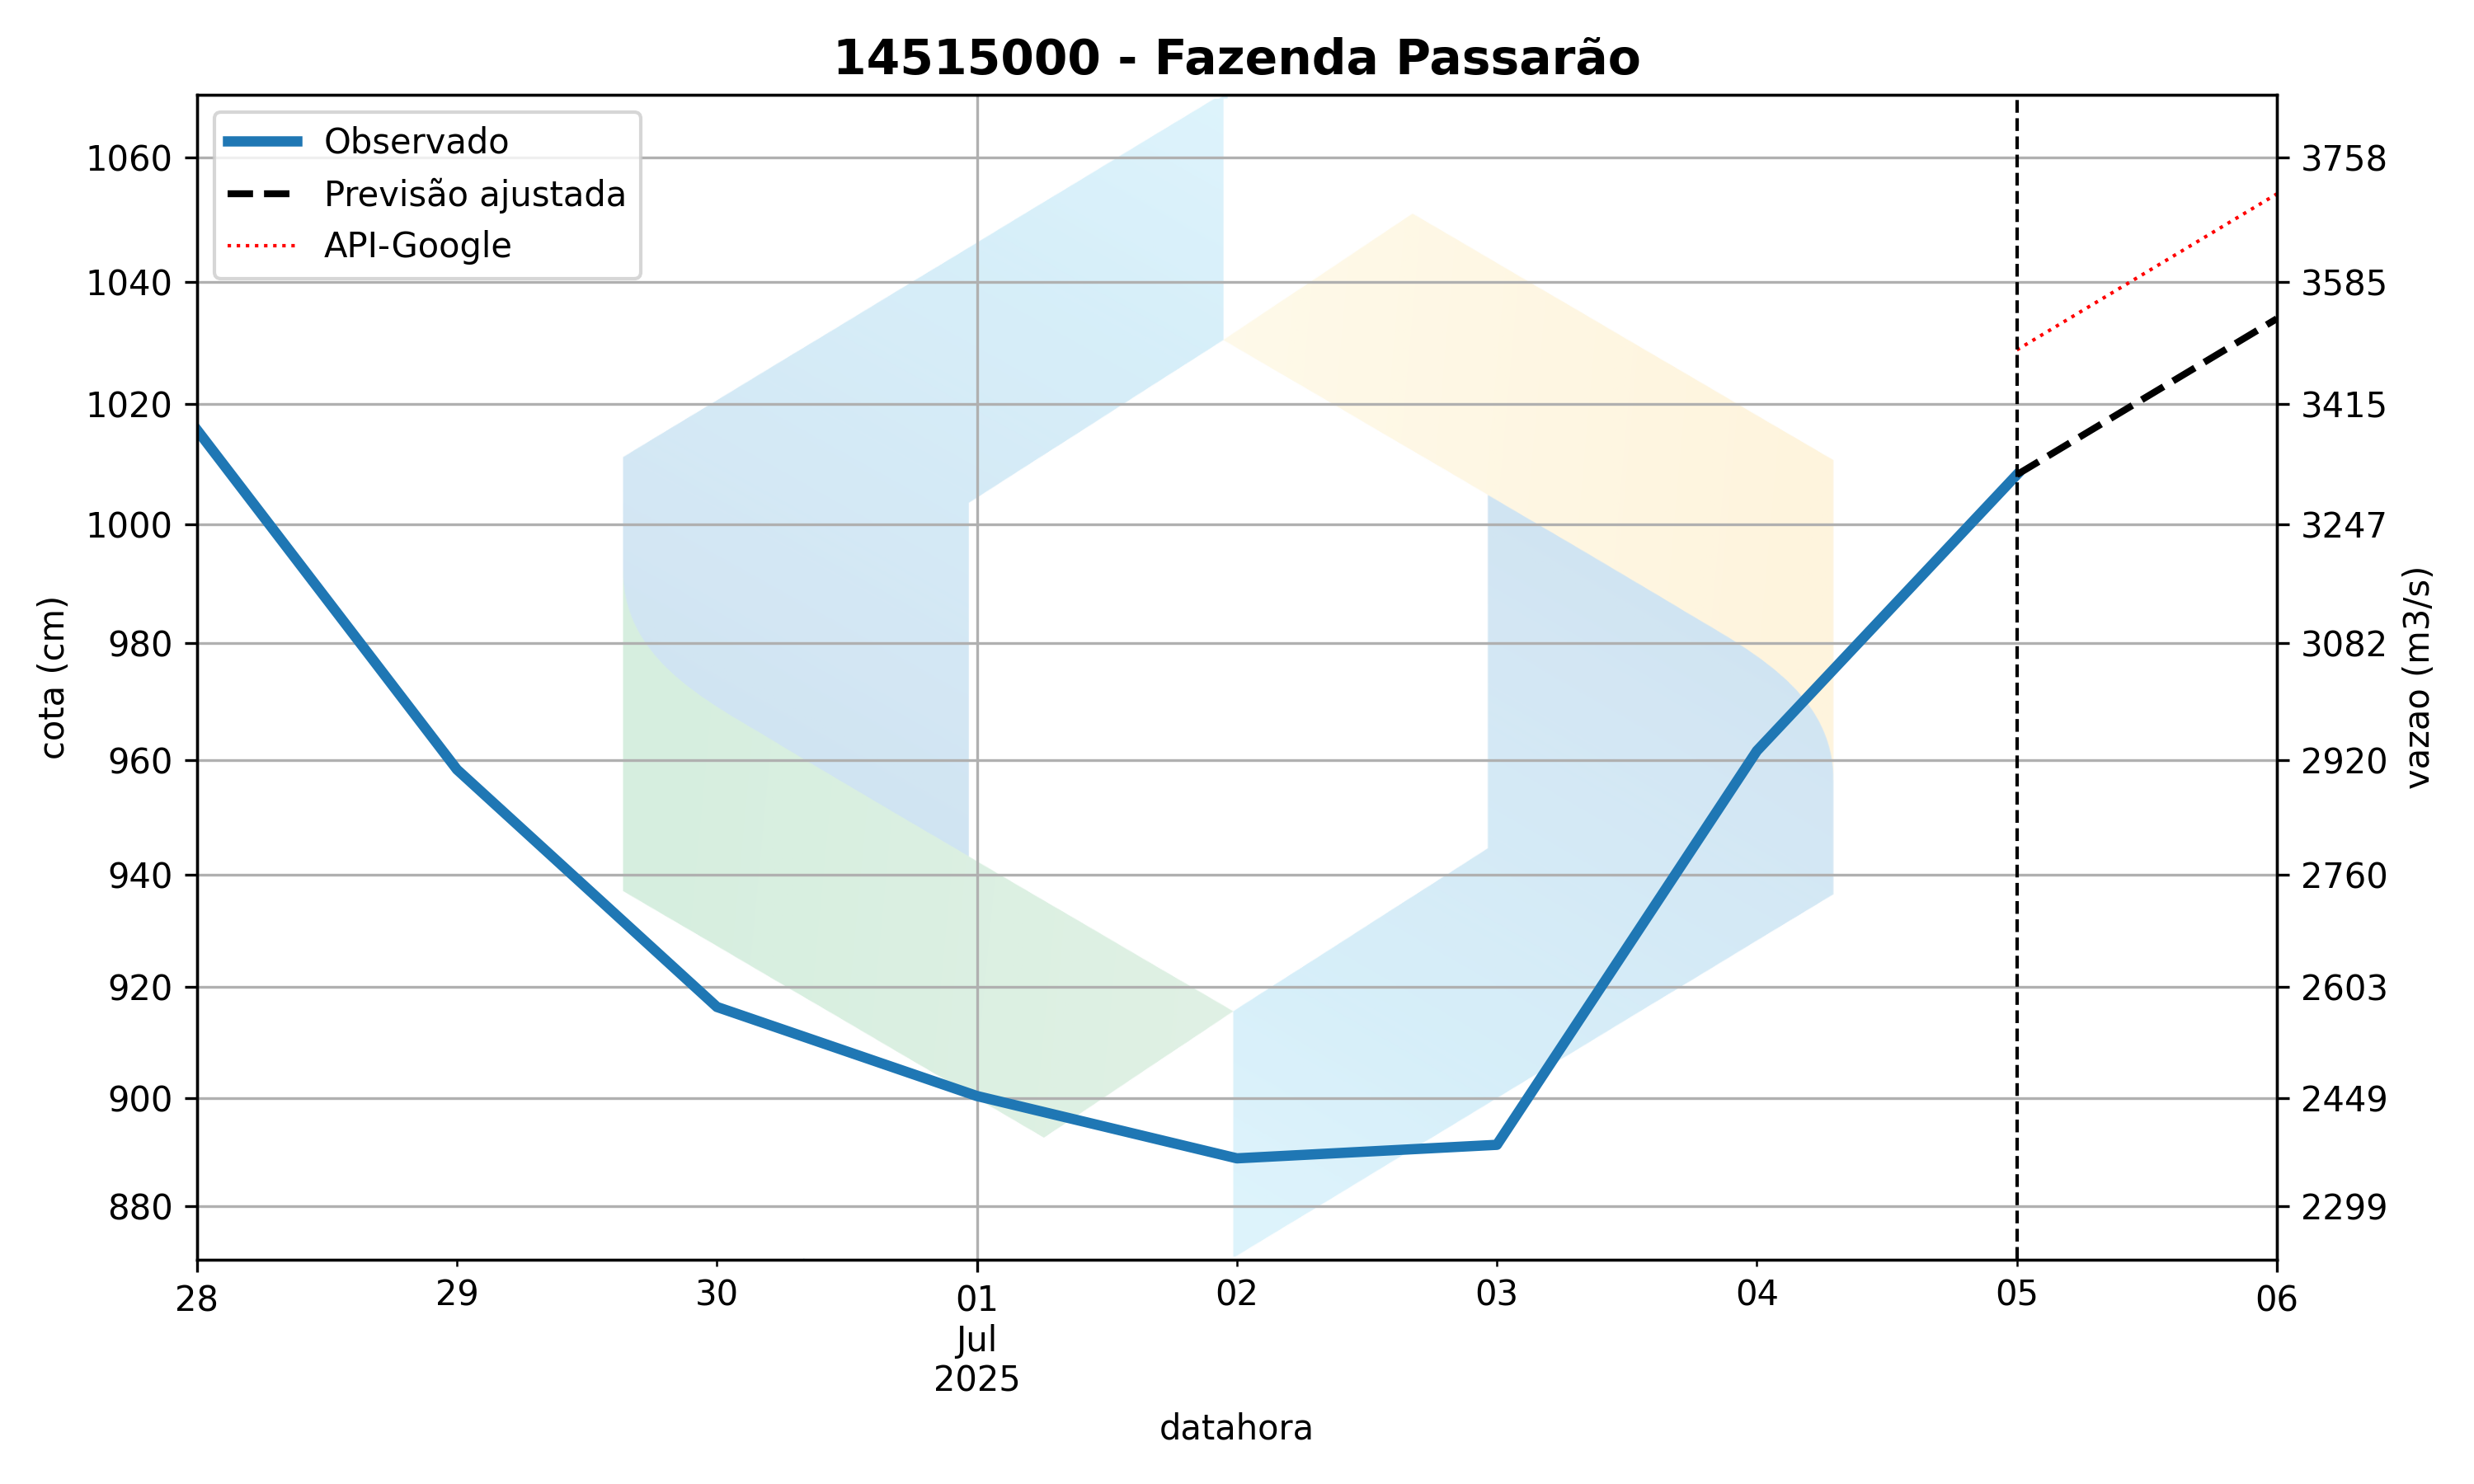 14515000 - Fazenda Passarão
Observado
Previsão ajustada
API-Google
1060
1040
1020
1000
980
960
940
920
900
880
cota (cm)
3758
3585
3415
3247
3082
2920
2760
2603
2449
2299
vazao (m3/s)
28 29 30 01 02 03 04 05 06
Jul
2025
datahora